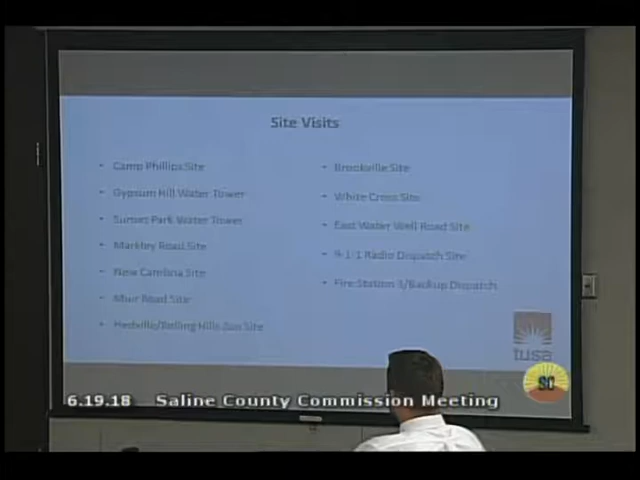 Site Visits
• Camp Phillips Site
• Gypsum Hill Water Tower
• Sunset Park Water Tower
• Markley Road Site
• New Cambria Site
• Muir Road Site
• Hedville/Rolling Hills Zoo Site
• Brookville Site
• White Cross Site
• East Water Well Road Site
• 9-1-1 Radio Dispatch Site
• Fire Station 3/Backup Dispatch
tusa
SC
6.19.18 Saline County Commission Meeting